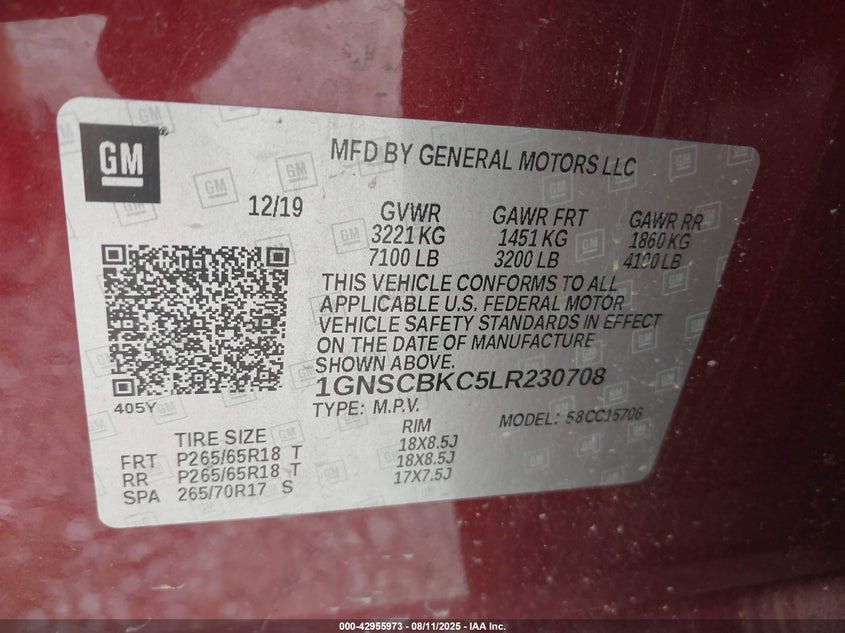 GM
MFD BY GENERAL MOTORS LLC
12/19
GVWR GAWR FRT GAWR RR
3221 KG 1451 KG 1860 KG
7100 LB 3200 LB 4100 LB
THIS VEHICLE CONFORMS TO ALL
APPLICABLE U.S. FEDERAL MOTOR
VEHICLE SAFETY STANDARDS IN EFFECT
ON THE DATE OF MANUFACTURE
SHOWN ABOVE.
1GNSCBKC5LR230708
405Y
TYPE: M.P.V. MODEL: 58CC15706
TIRE SIZE RIM
FRT P265/65R18 T 18X8.5J
RR P265/65R18 T 18X8.5J
SPA 265/70R17 S 17X7.5J
000-42955973 - 08/11/2025 - IAA Inc.